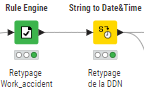 Rule Engine
String to Date&Time
Retypage
Work_accident
Retypage
de la DDN